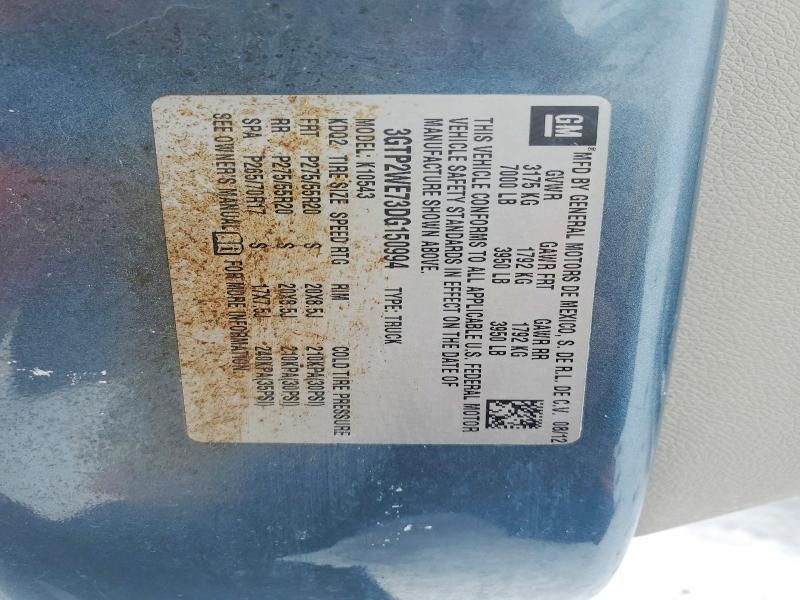 GM
MFD BY GENERAL MOTORS DE MEXICO, S. DE R.L. DE C.V. 08/12
GVWR GAWR FRT GAWR RR
3175 KG 1792 KG 1792 KG
7000 LB 3950 LB 3950 LB
THIS VEHICLE CONFORMS TO ALL APPLICABLE U.S. FEDERAL MOTOR
VEHICLE SAFETY STANDARDS IN EFFECT ON THE DATE OF
MANUFACTURE SHOWN ABOVE.
3GTP2WE73DG151094 TYPE: TRUCK
MODEL: K10543
KDQ2 TIRE SIZE SPEED RTG RIM COLD TIRE PRESSURE
FRT P275/55R20 S 20X8.5J 210KPA(30PSI)
RR P275/55R20 S 20X8.5J 210KPA(30PSI)
SPA P265/70R17 S 17X7.5J 240KPA(35PSI)
SEE OWNER'S MANUAL FOR MORE INFORMATION